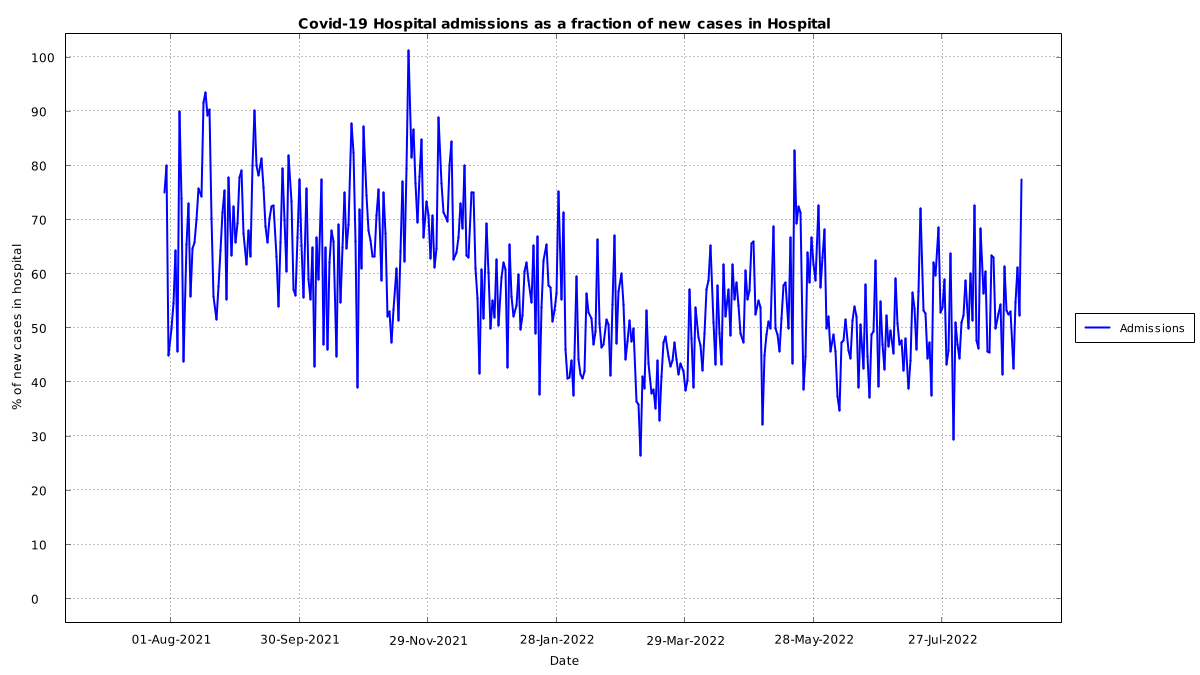 Covid-19 Hospital admissions as a fraction of new cases in Hospital
100
90
80
70
60
50
40
30
20
10
0
% of new cases in hospital
01-Aug-2021
30-Sep-2021
29-Nov-2021
28-Jan-2022
29-Mar-2022
28-May-2022
27-Jul-2022
Date
Admissions